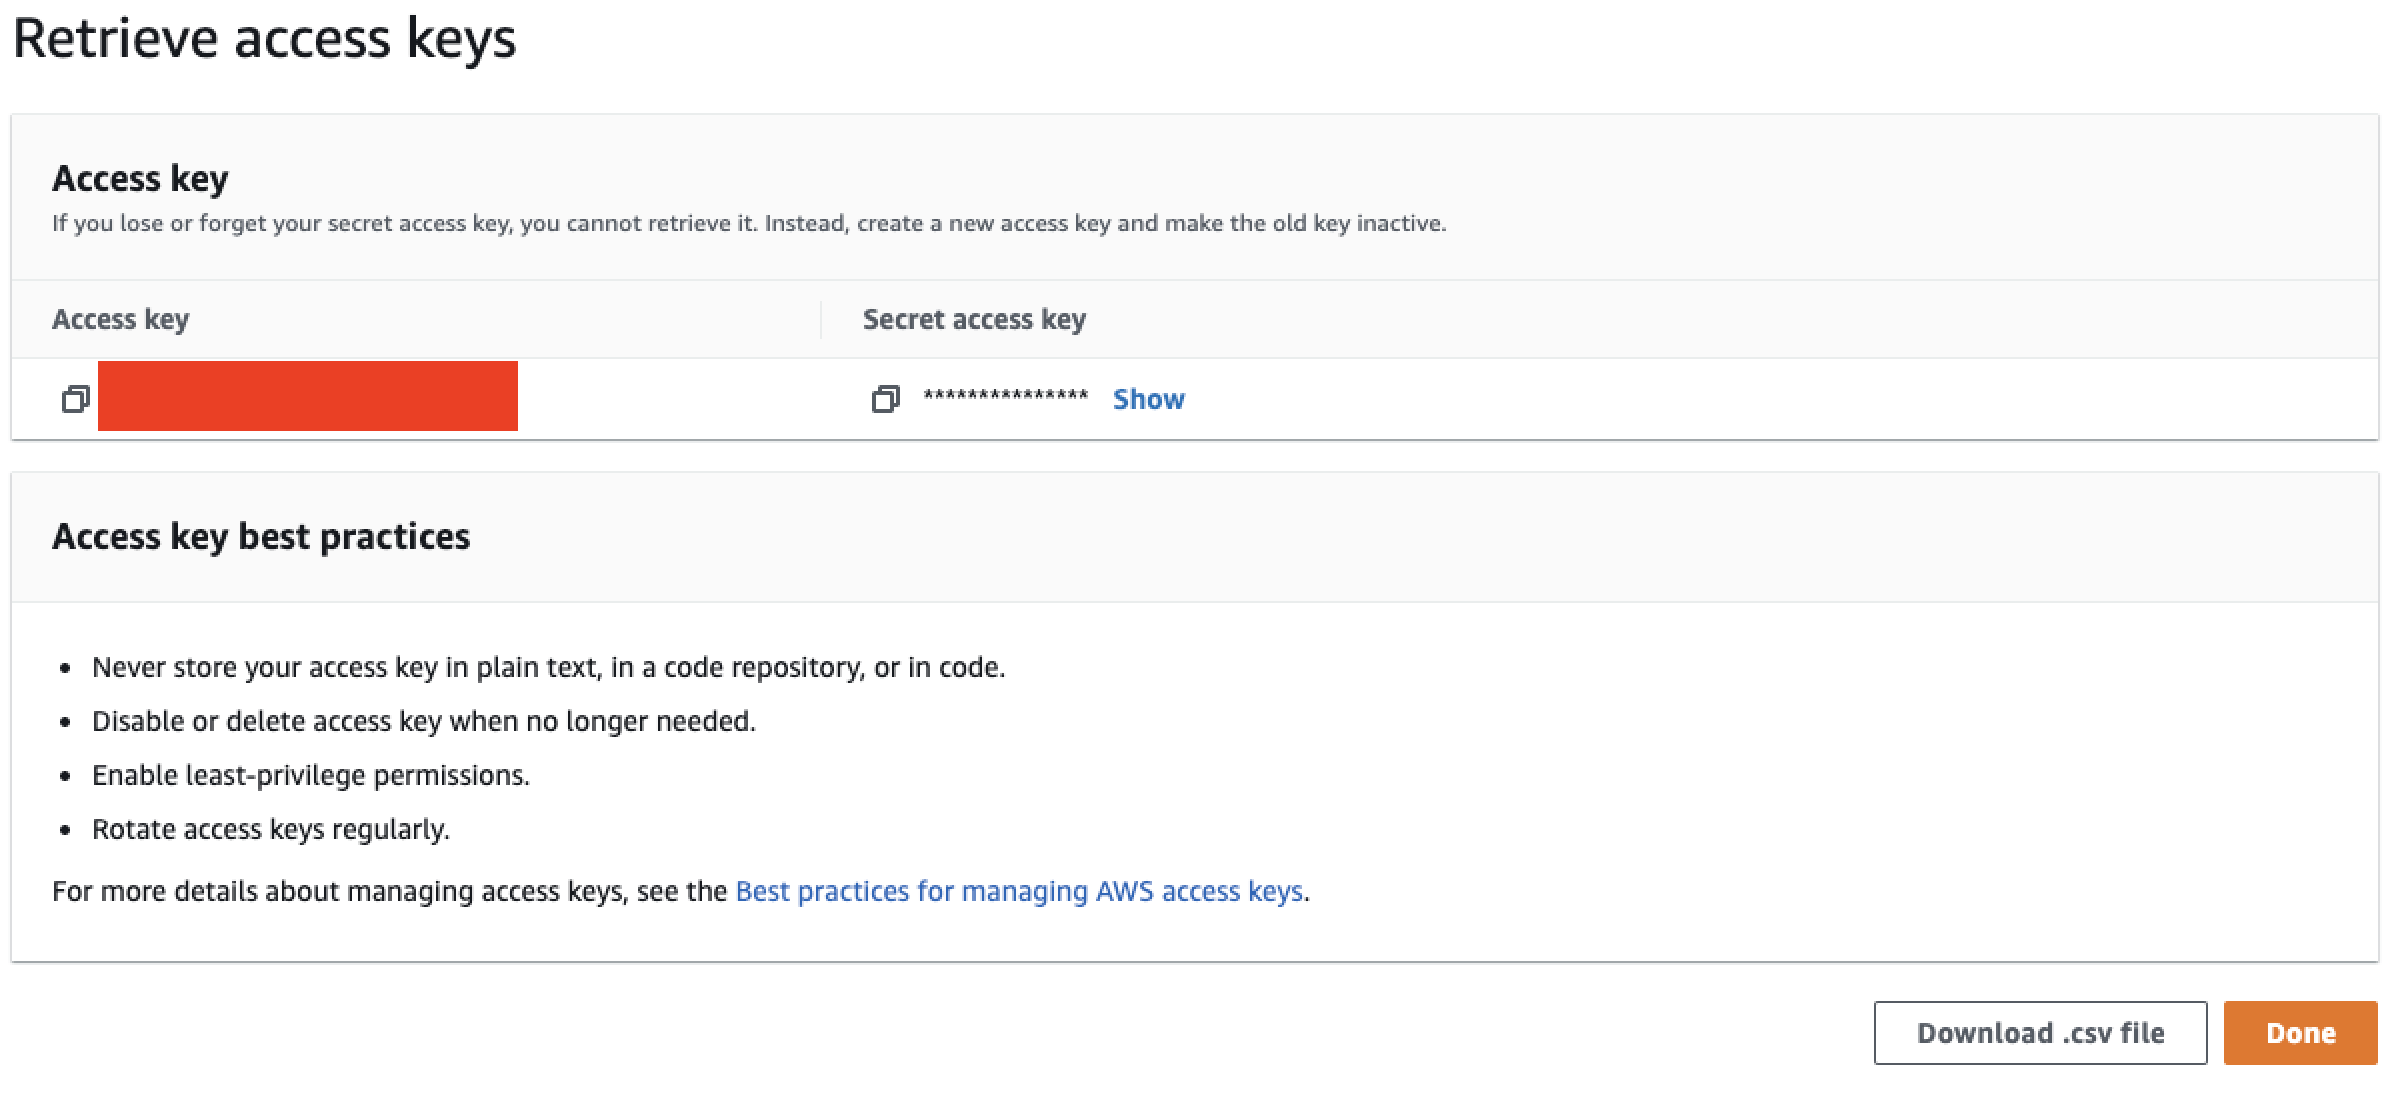 Retrieve access keys
Access key
If you lose or forget your secret access key, you cannot retrieve it. Instead, create a new access key and make the old key inactive.
Access key
Secret access key
*************** Show
Access key best practices
• Never store your access key in plain text, in a code repository, or in code.
• Disable or delete access key when no longer needed.
• Enable least-privilege permissions.
• Rotate access keys regularly.
For more details about managing access keys, see the Best practices for managing AWS access keys.
Download .csv file
Done